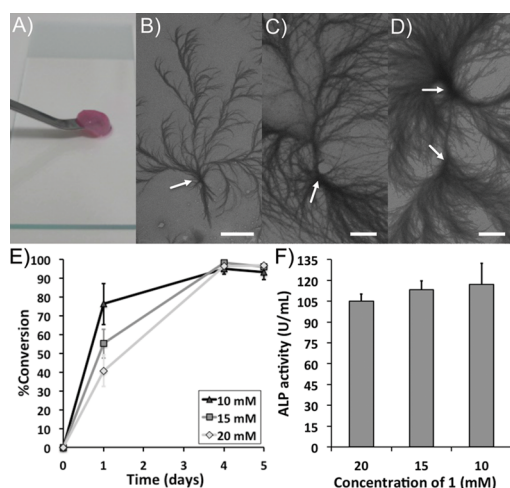 A) B) C) D)
E)
100
90
80
70
60
50
40
30
20
10
0
%Conversion
10 mM
15 mM
20 mM
0 1 2 3 4 5
Time (days)
F)
135
120
105
90
75
60
45
30
15
0
ALP activity (U/mL)
20 15 10
Concentration of 1 (mM)